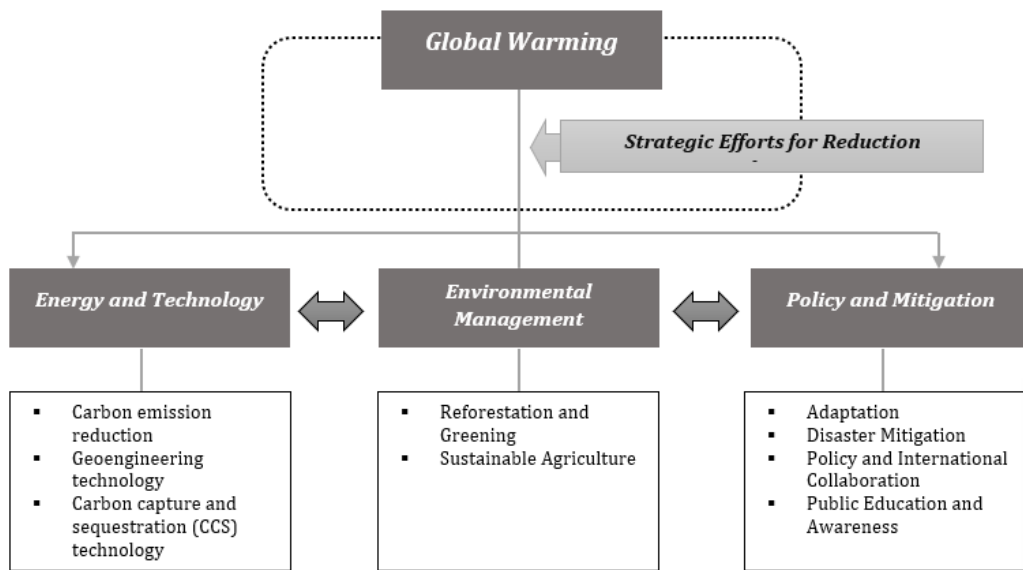 Global Warming
Strategic Efforts for Reduction
-
Energy and Technology
Environmental
Management
Policy and Mitigation
▪ Carbon emission
reduction
▪ Geoengineering
technology
▪ Carbon capture and
sequestration (CCS)
technology
▪ Reforestation and
Greening
▪ Sustainable Agriculture
▪ Adaptation
▪ Disaster Mitigation
▪ Policy and International
Collaboration
▪ Public Education and
Awareness